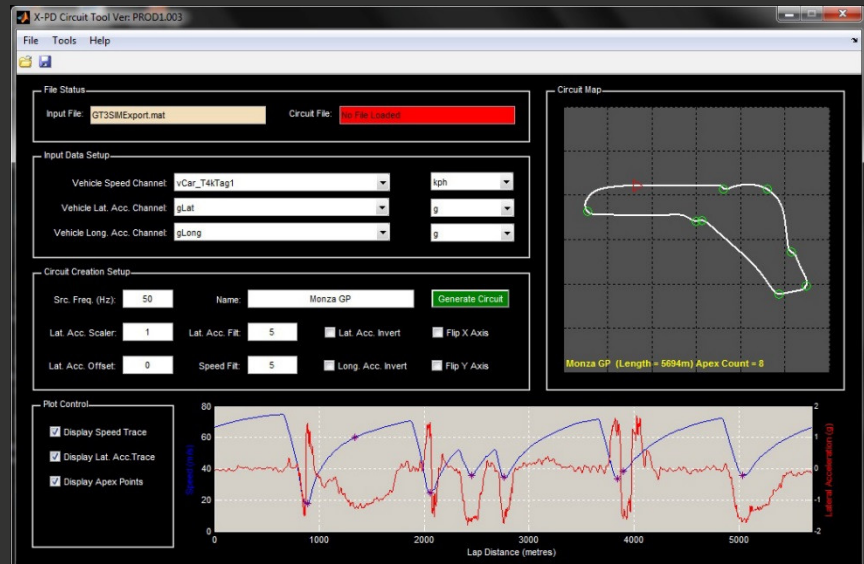 X-PD Circuit Tool Ver: PROD1.003
File Tools Help
File Status
Input File: GT3SIMExport.mat Circuit File: No File Loaded
Input Data Setup
Vehicle Speed Channel: vCar_T4kTag1 kph
Vehicle Lat. Acc. Channel: gLat g
Vehicle Long. Acc. Channel: gLong g
Circuit Creation Setup
Src. Freq. (Hz): 50 Name: Monza GP Generate Circuit
Lat. Acc. Scaler: 1 Lat. Acc. Filt: 5 Lat. Acc. Invert Flip X Axis
Lat. Acc. Offset: 0 Speed Filt: 5 Long. Acc. Invert Flip Y Axis
Circuit Map
Monza GP (Length = 5694m) Apex Count = 8
Plot Control
Display Speed Trace
Display Lat. Acc.Trace
Display Apex Points
Speed (m/s)
80
60
40
20
0
0 1000 2000 3000 4000 5000
Lap Distance (metres)
2
1
0
-1
-2
Lateral Acceleration (g)